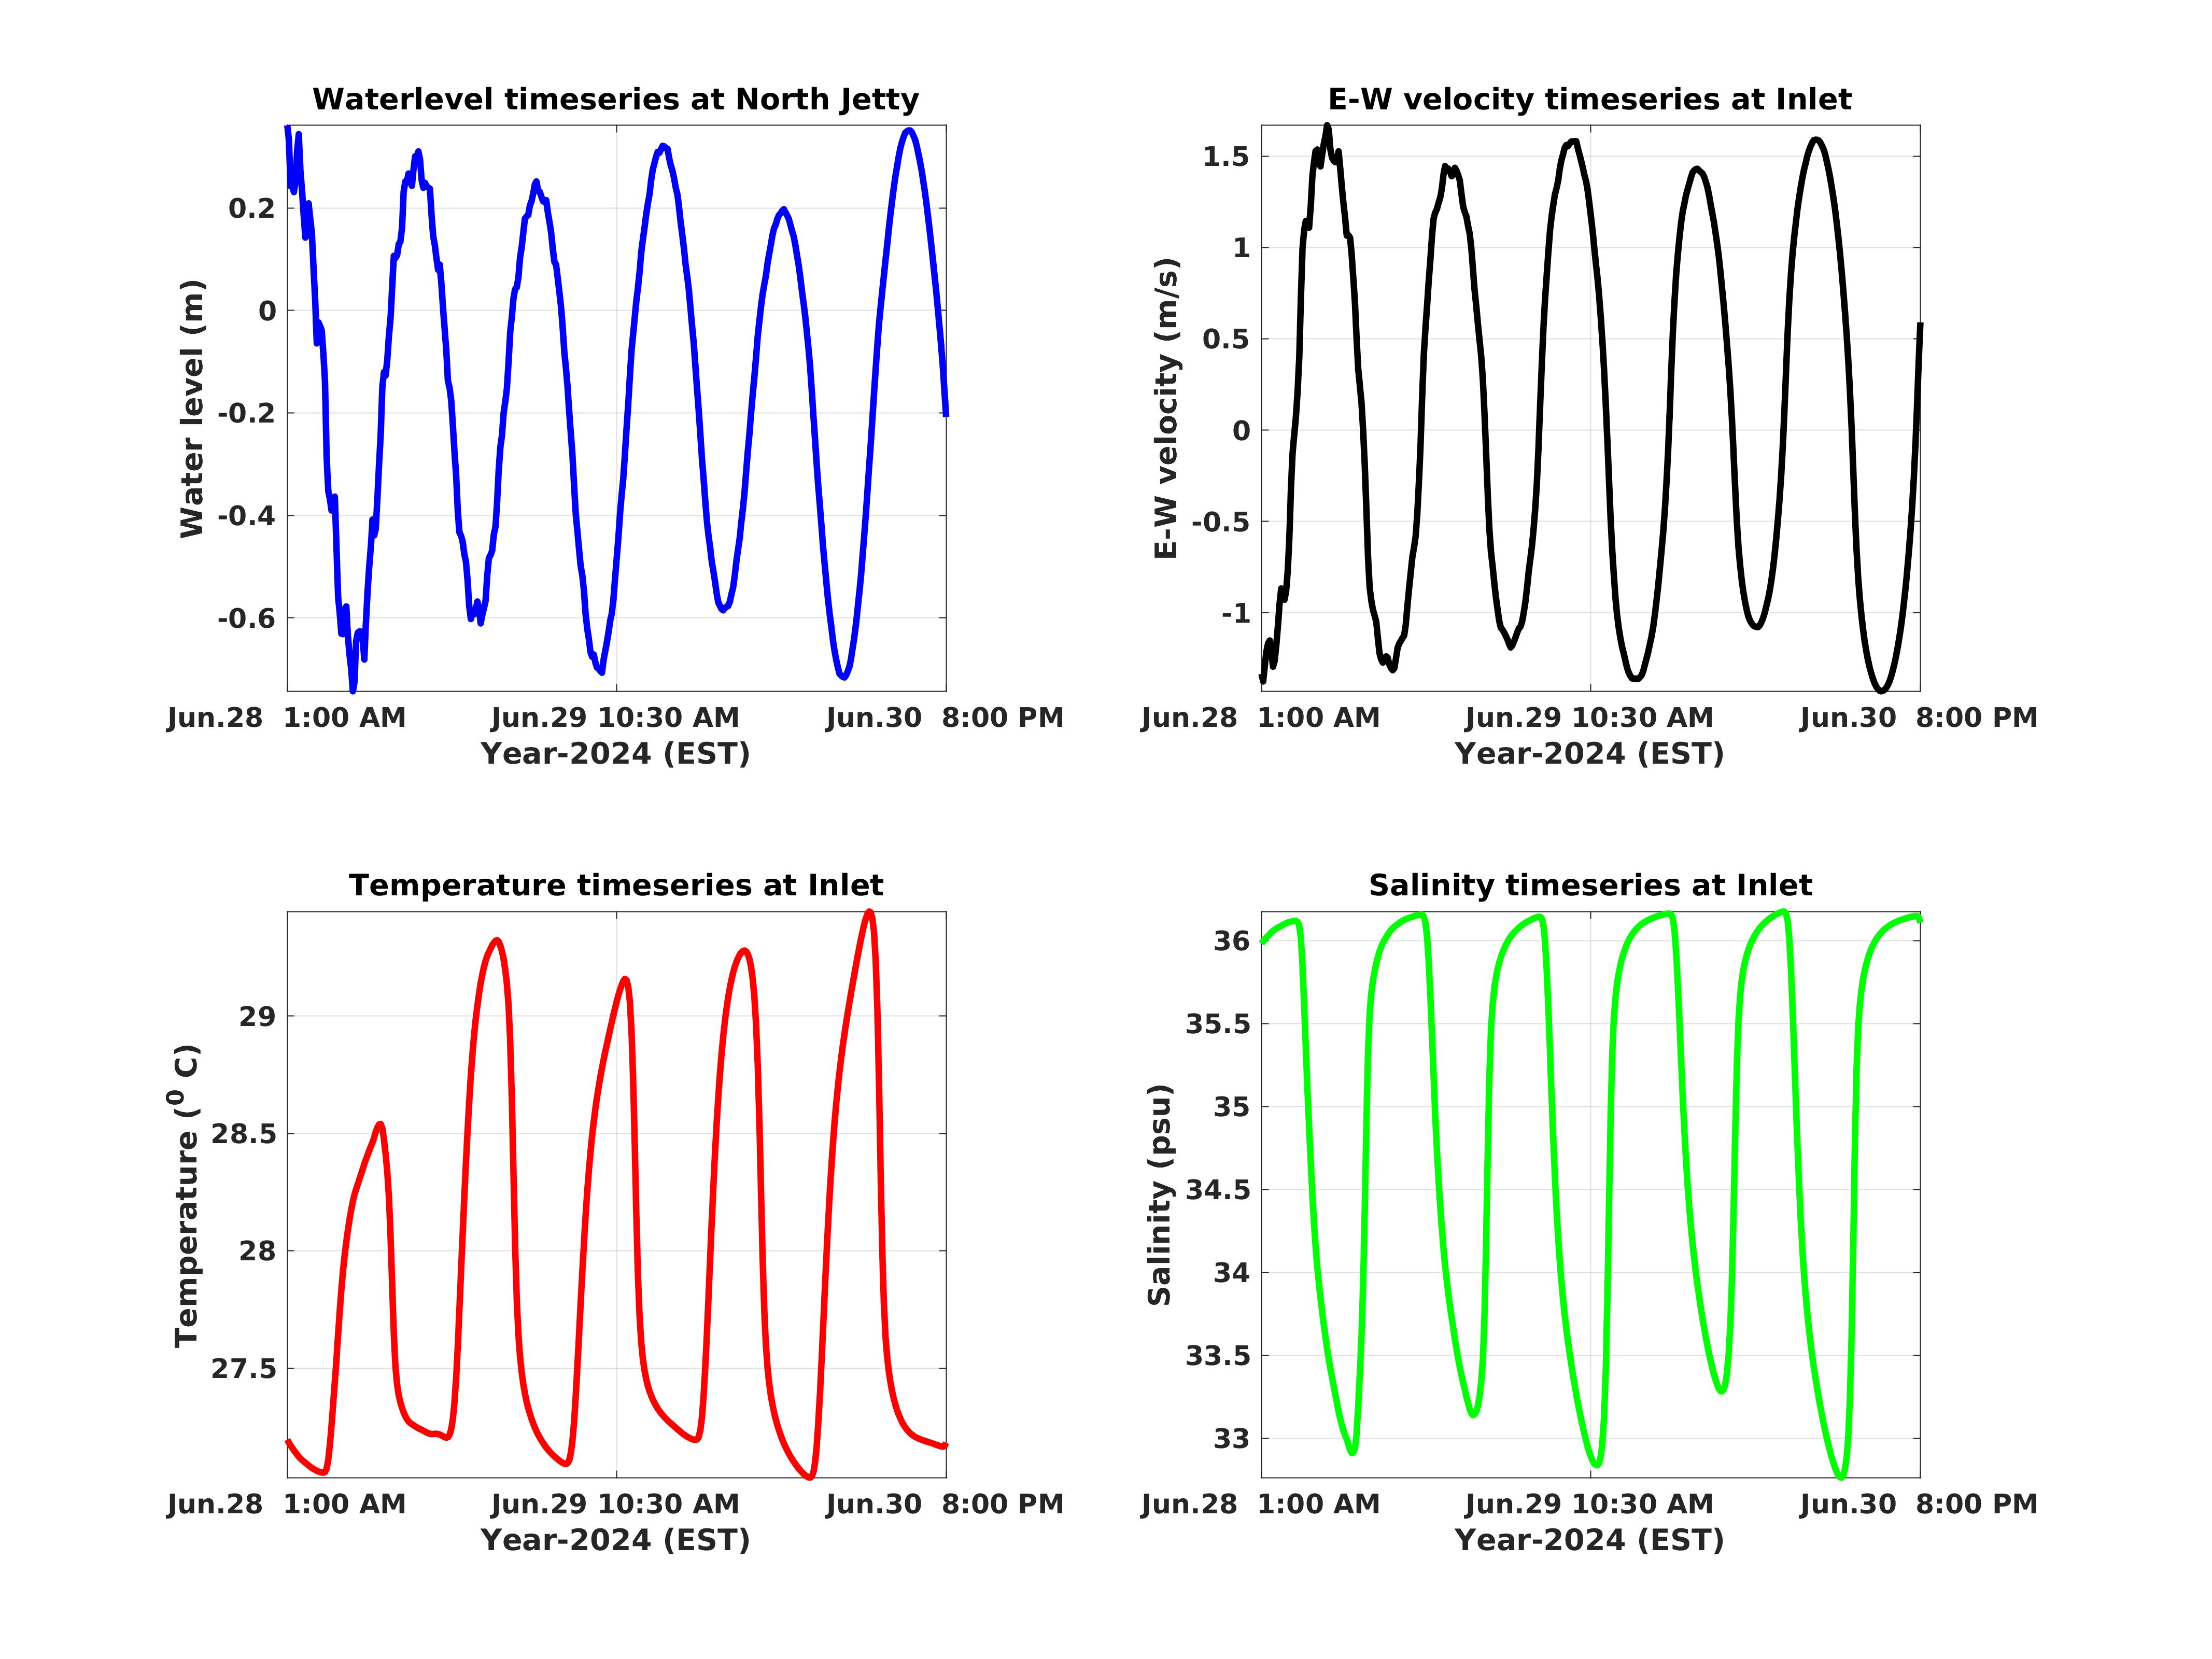 Waterlevel timeseries at North Jetty
Water level (m)
0.2
0
-0.2
-0.4
-0.6
Jun.28 1:00 AM
Jun.29 10:30 AM
Jun.30 8:00 PM
Year-2024 (EST)
E-W velocity timeseries at Inlet
E-W velocity (m/s)
1.5
1
0.5
0
-0.5
-1
Jun.28 1:00 AM
Jun.29 10:30 AM
Jun.30 8:00 PM
Year-2024 (EST)
Temperature timeseries at Inlet
Temperature (⁰ C)
29
28.5
28
27.5
Jun.28 1:00 AM
Jun.29 10:30 AM
Jun.30 8:00 PM
Year-2024 (EST)
Salinity timeseries at Inlet
Salinity (psu)
36
35.5
35
34.5
34
33.5
33
Jun.28 1:00 AM
Jun.29 10:30 AM
Jun.30 8:00 PM
Year-2024 (EST)